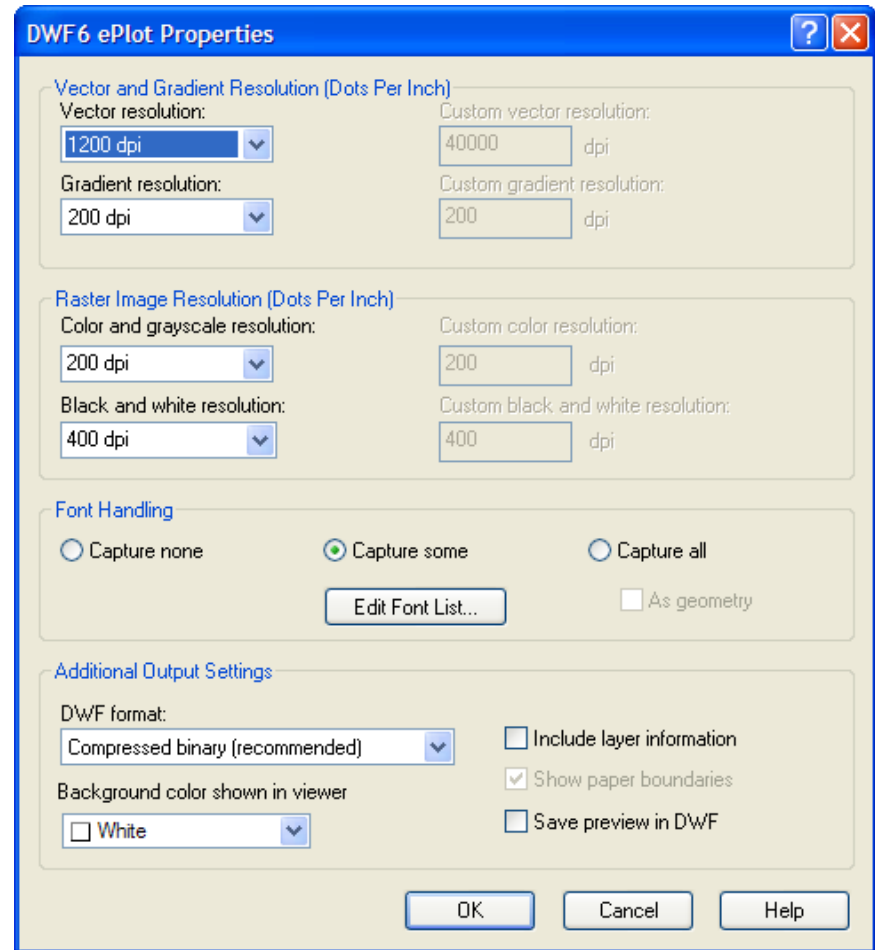 DWF6 ePlot Properties
Vector and Gradient Resolution (Dots Per Inch)
Vector resolution:
Custom vector resolution:
1200 dpi
40000
dpi
Gradient resolution:
Custom gradient resolution:
200 dpi
200
dpi
Raster Image Resolution (Dots Per Inch)
Color and grayscale resolution:
Custom color resolution:
200 dpi
200
dpi
Black and white resolution:
Custom black and white resolution:
400 dpi
400
dpi
Font Handling
Capture none
Capture some
Capture all
Edit Font List...
As geometry
Additional Output Settings
DWF format:
Compressed binary (recommended)
Include layer information
Show paper boundaries
Background color shown in viewer
White
Save preview in DWF
OK
Cancel
Help